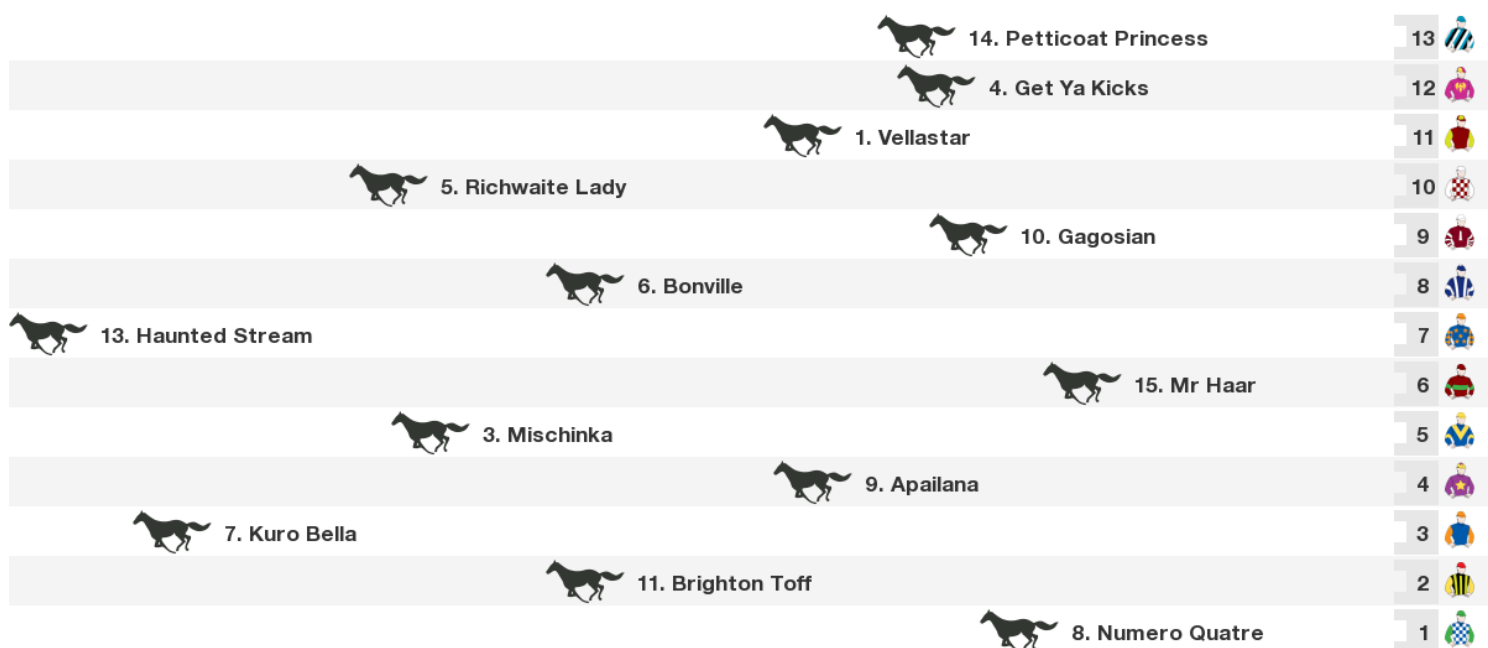 14. Petticoat Princess 13
4. Get Ya Kicks 12
1. Vellastar 11
5. Richwaite Lady 10
10. Gagosian 9
6. Bonville 8
13. Haunted Stream 7
15. Mr Haar 6
3. Mischinka 5
9. Apailana 4
7. Kuro Bella 3
11. Brighton Toff 2
8. Numero Quatre 1